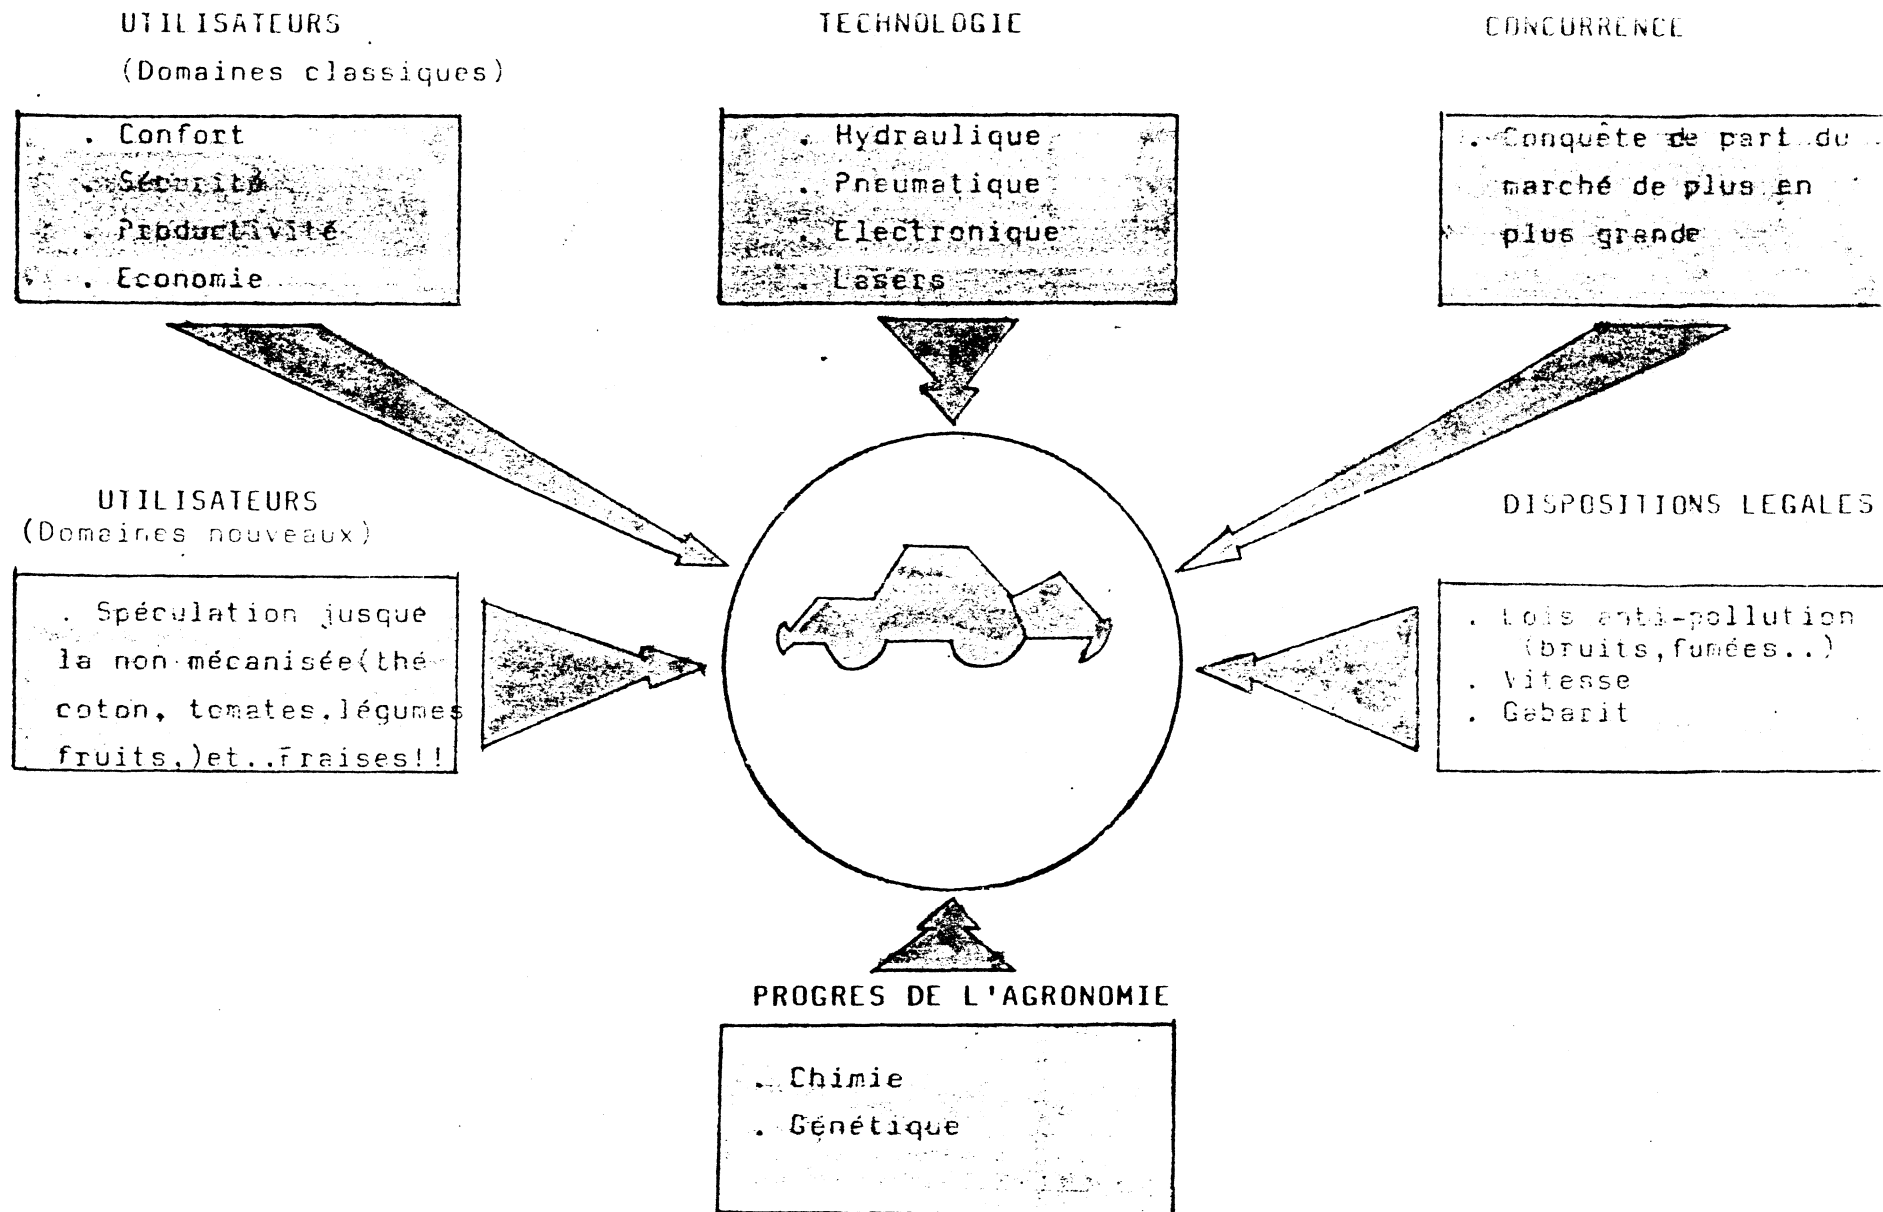 UTILISATEURS
(Domaines classiques)
. Confort
. Sécurité
. Productivité
. Economie
TECHNOLOGIE
. Hydraulique
. Pneumatique
. Electronique
. Lasers
CONCURRENCE
. Conquête de part du
marché de plus en
plus grande
UTILISATEURS
(Domaines nouveaux)
. Spéculation jusque
la non mécanisée(thé
coton, tomates,légumes
fruits,)et..Fraises!!
DISPOSITIONS LEGALES
. Lois anti-pollution
(bruits,fumées..)
. Vitesse
. Gabarit
PROGRES DE L'AGRONOMIE
. Chimie
. Génétique